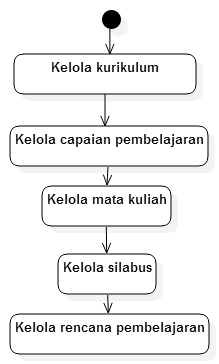 Kelola kurikulum
Kelola capaian pembelajaran
Kelola mata kuliah
Kelola silabus
Kelola rencana pembelajaran